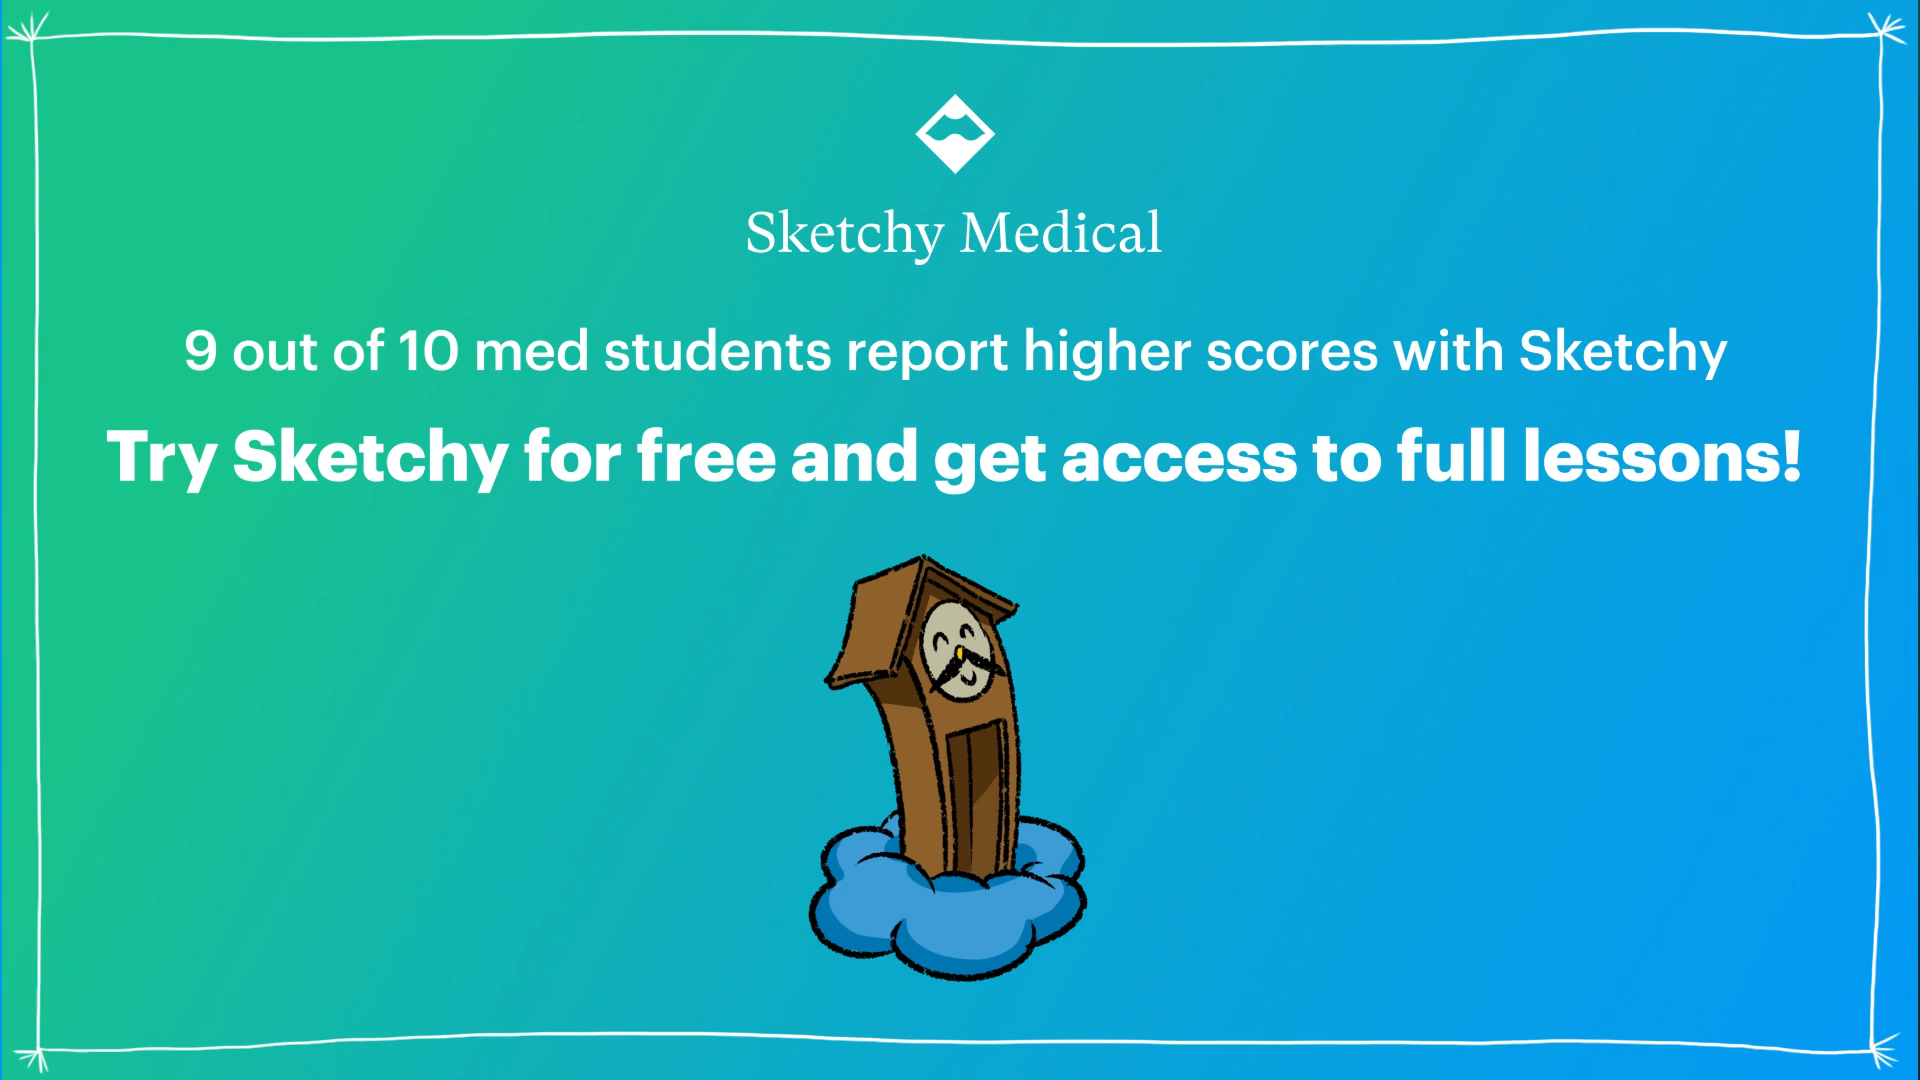 Sketchy Medical
9 out of 10 med students report higher scores with Sketchy
Try Sketchy for free and get access to full lessons!